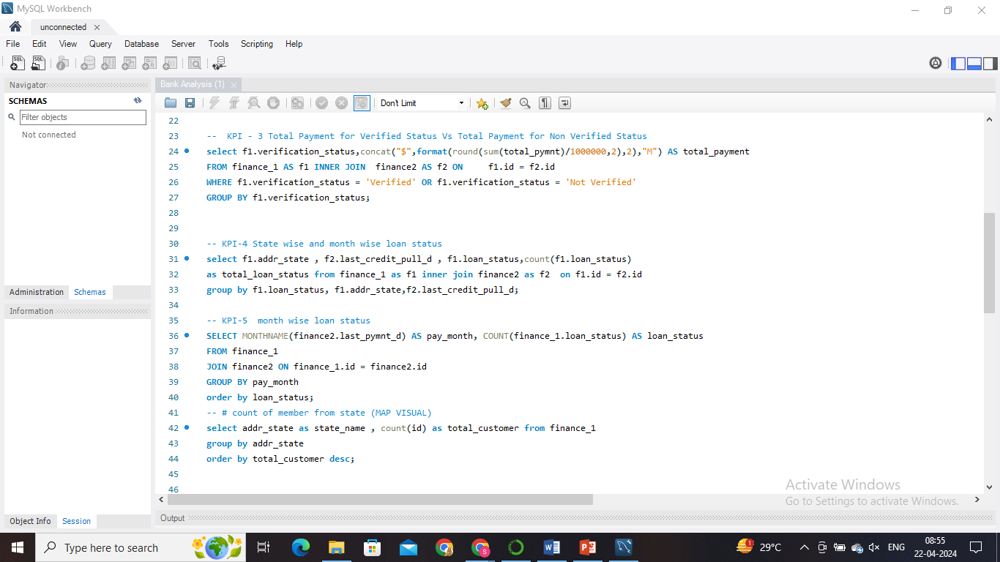 MySQL Workbench
unconnected
File Edit View Query Database Server Tools Scripting Help
Navigator
SCHEMAS
Filter objects
Not connected
Administration Schemas
Information
Object Info Session
Bank Analysis (1)
Don't Limit
22
23 --  KPI - 3 Total Payment for Verified Status Vs Total Payment for Non Verified Status
24 select f1.verification_status,concat("$",format(round(sum(total_pymnt)/1000000,2),2),"M") AS total_payment
25 FROM finance_1 AS f1 INNER JOIN  finance2 AS f2 ON     f1.id = f2.id
26 WHERE f1.verification_status = 'Verified' OR f1.verification_status = 'Not Verified'
27 GROUP BY f1.verification_status;
28
29
30 -- KPI-4 State wise and month wise loan status
31 select f1.addr_state , f2.last_credit_pull_d , f1.loan_status,count(f1.loan_status)
32 as total_loan_status from finance_1 as f1 inner join finance2 as f2  on f1.id = f2.id
33 group by f1.loan_status, f1.addr_state,f2.last_credit_pull_d;
34
35 -- KPI-5  month wise loan status
36 SELECT MONTHNAME(finance2.last_pymnt_d) AS pay_month, COUNT(finance_1.loan_status) AS loan_status
37 FROM finance_1
38 JOIN finance2 ON finance_1.id = finance2.id
39 GROUP BY pay_month
40 order by loan_status;
41 -- # count of member from state (MAP VISUAL)
42 select addr_state as state_name , count(id) as total_customer from finance_1
43 group by addr_state
44 order by total_customer desc;
45
46
Output
Activate Windows
Go to Settings to activate Windows.
Type here to search
29°C
ENG
08:55
22-04-2024